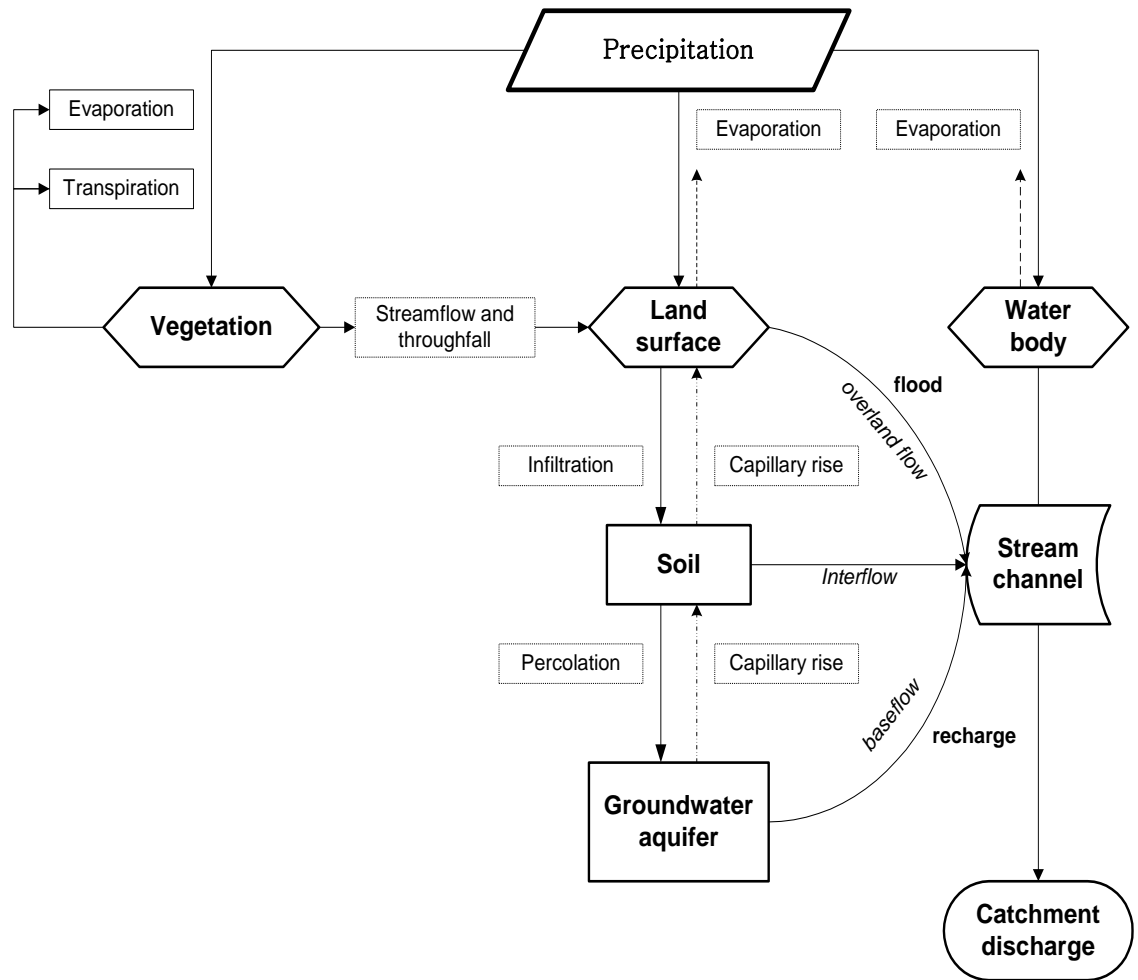 Precipitation
Evaporation
Evaporation
Evaporation
Transpiration
Vegetation
Streamflow and
throughfall
Land
surface
Water
body
flood
overland flow
Infiltration
Capillary rise
Soil
Interflow
Stream
channel
Percolation
Capillary rise
baseflow
recharge
Groundwater
aquifer
Catchment
discharge